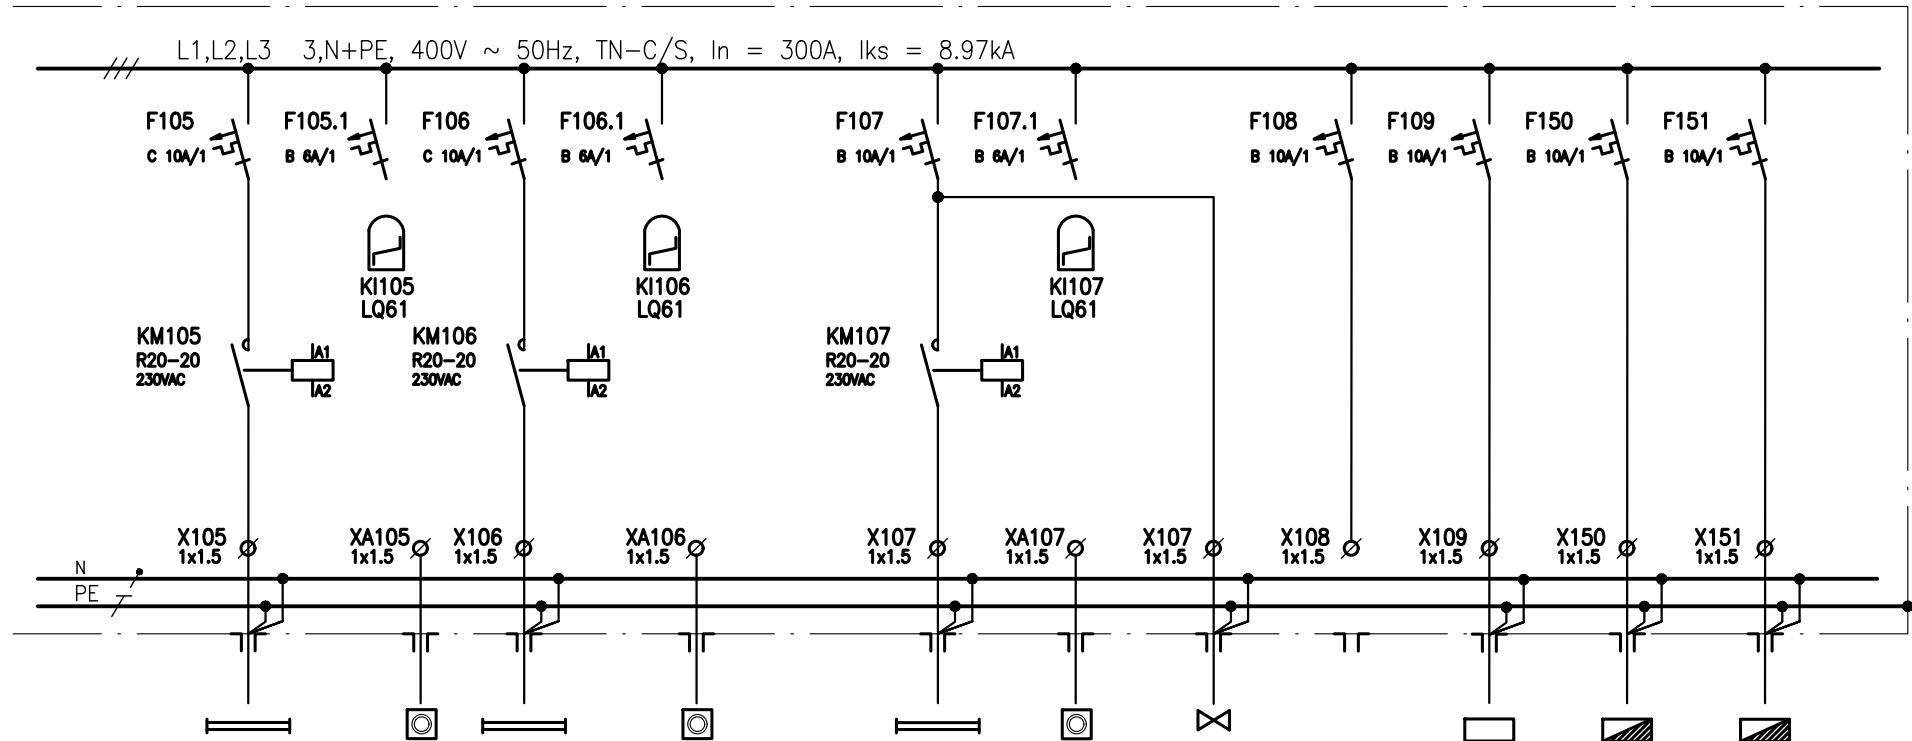 L1,L2,L3 3,N+PE, 400V ~ 50Hz, TN-C/S, In = 300A, Iks = 8.97kA
F105 F105.1 F106 F106.1 F107 F107.1 F108 F109 F150 F151
C 10A/1 B 6A/1 C 10A/1 B 6A/1 B 10A/1 B 6A/1 B 10A/1 B 10A/1 B 10A/1 B 10A/1
KI105 KI106 KI107
LQ61 LQ61 LQ61
KM105 KM106 KM107
R20-20 A1 R20-20 A1 R20-20 A1
230VAC 230VAC 230VAC
A2 A2 A2
X105 XA105 X106 XA106 X107 XA107 X107 X108 X109 X150 X151
1x1.5 1x1.5 1x1.5 1x1.5 1x1.5 1x1.5 1x1.5 1x1.5 1x1.5 1x1.5 1x1.5
N
PE